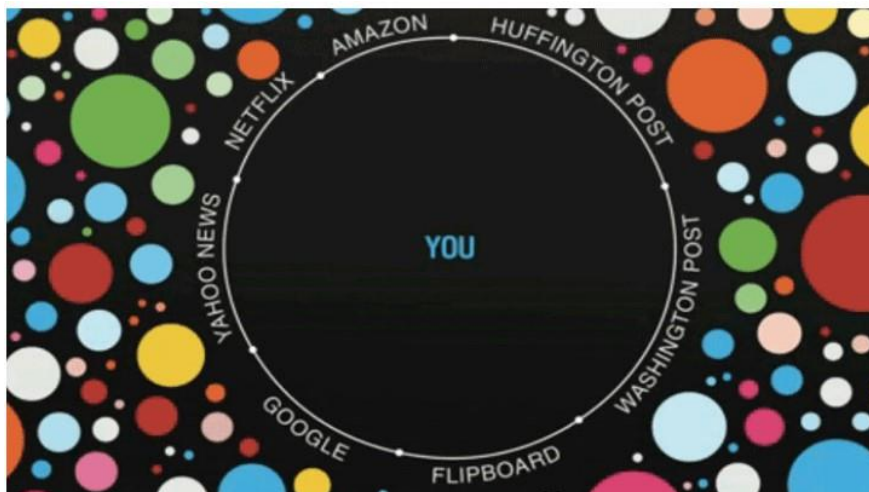 AMAZON
HUFFINGTON POST
NETFLIX
YAHOO NEWS
YOU
WASHINGTON POST
GOOGLE
FLIPBOARD